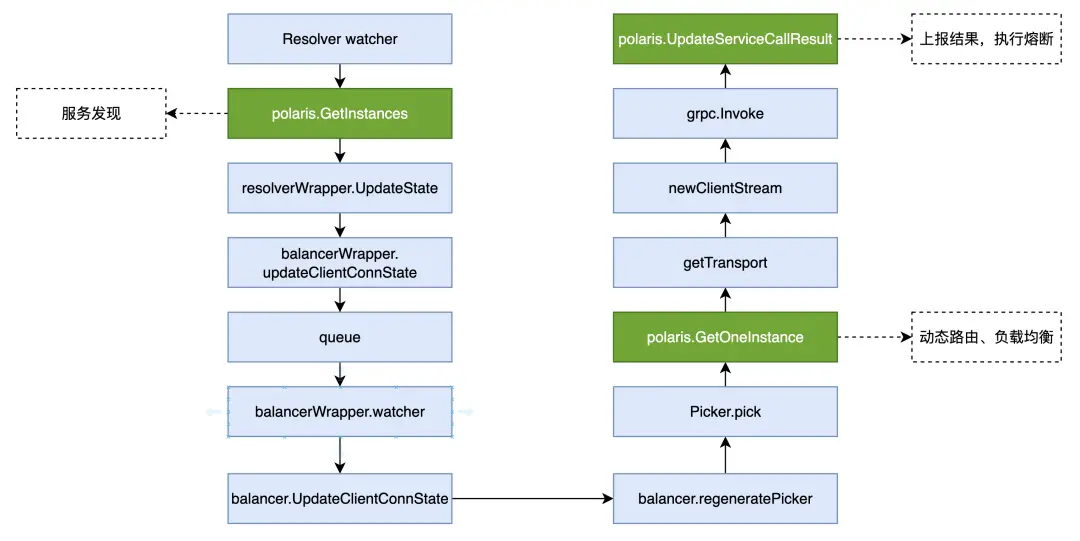 Resolver watcher
服务发现
polaris.GetInstances
resolverWrapper.UpdateState
balancerWrapper.
updateClientConnState
queue
balancerWrapper.watcher
balancer.UpdateClientConnState
balancer.regeneratePicker
Picker.pick
polaris.GetOneInstance
动态路由、负载均衡
getTransport
newClientStream
grpc.Invoke
polaris.UpdateServiceCallResult
上报结果，执行熔断